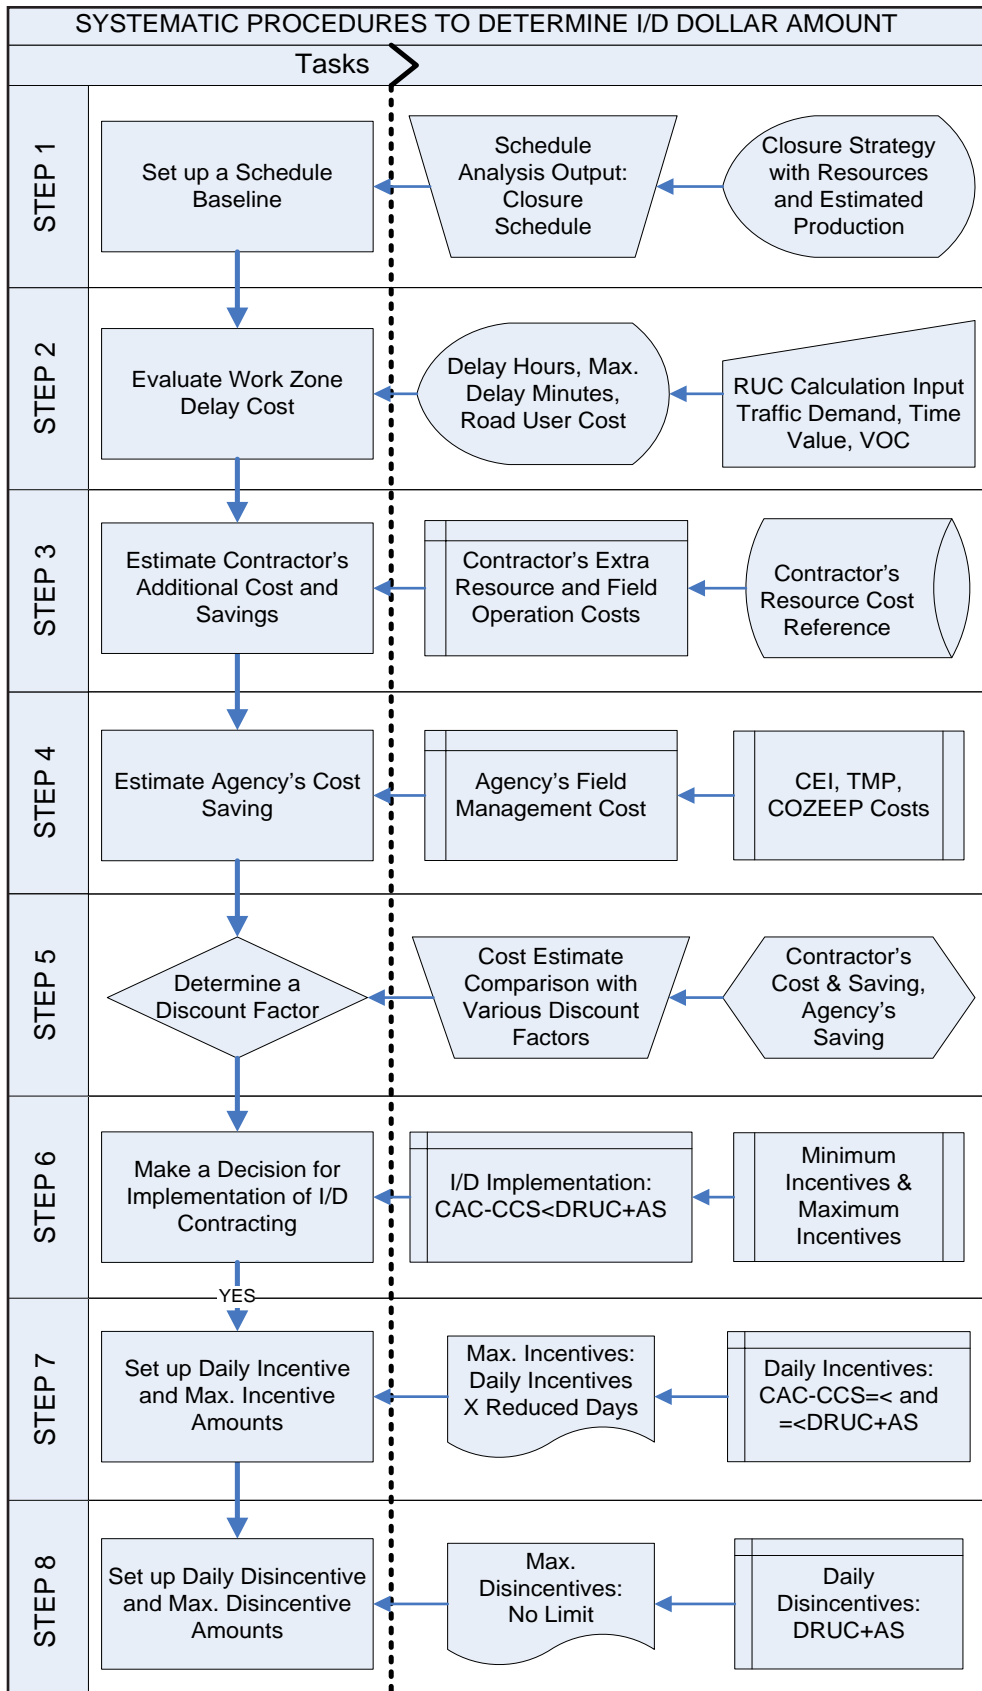 SYSTEMATIC PROCEDURES TO DETERMINE I/D DOLLAR AMOUNT
Tasks
STEP 1
Set up a Schedule
Baseline
Schedule
Analysis Output:
Closure
Schedule
Closure Strategy
with Resources
and Estimated
Production
STEP 2
Evaluate Work Zone
Delay Cost
Delay Hours, Max.
Delay Minutes,
Road User Cost
RUC Calculation Input
Traffic Demand, Time
Value, VOC
STEP 3
Estimate Contractor's
Additional Cost and
Savings
Contractor's Extra
Resource and Field
Operation Costs
Contractor's
Resource Cost
Reference
STEP 4
Estimate Agency's Cost
Saving
Agency's Field
Management Cost
CEI, TMP,
COZEEP Costs
STEP 5
Determine a
Discount Factor
Cost Estimate
Comparison with
Various Discount
Factors
Contractor's
Cost & Saving,
Agency's
Saving
STEP 6
Make a Decision for
Implementation of I/D
Contracting
I/D Implementation:
CAC-CCS<DRUC+AS
Minimum
Incentives &
Maximum
Incentives
YES
STEP 7
Set up Daily Incentive
and Max. Incentive
Amounts
Max. Incentives:
Daily Incentives
X Reduced Days
Daily Incentives:
CAC-CCS=< and
=<DRUC+AS
STEP 8
Set up Daily Disincentive
and Max. Disincentive
Amounts
Max.
Disincentives:
No Limit
Daily
Disincentives:
DRUC+AS